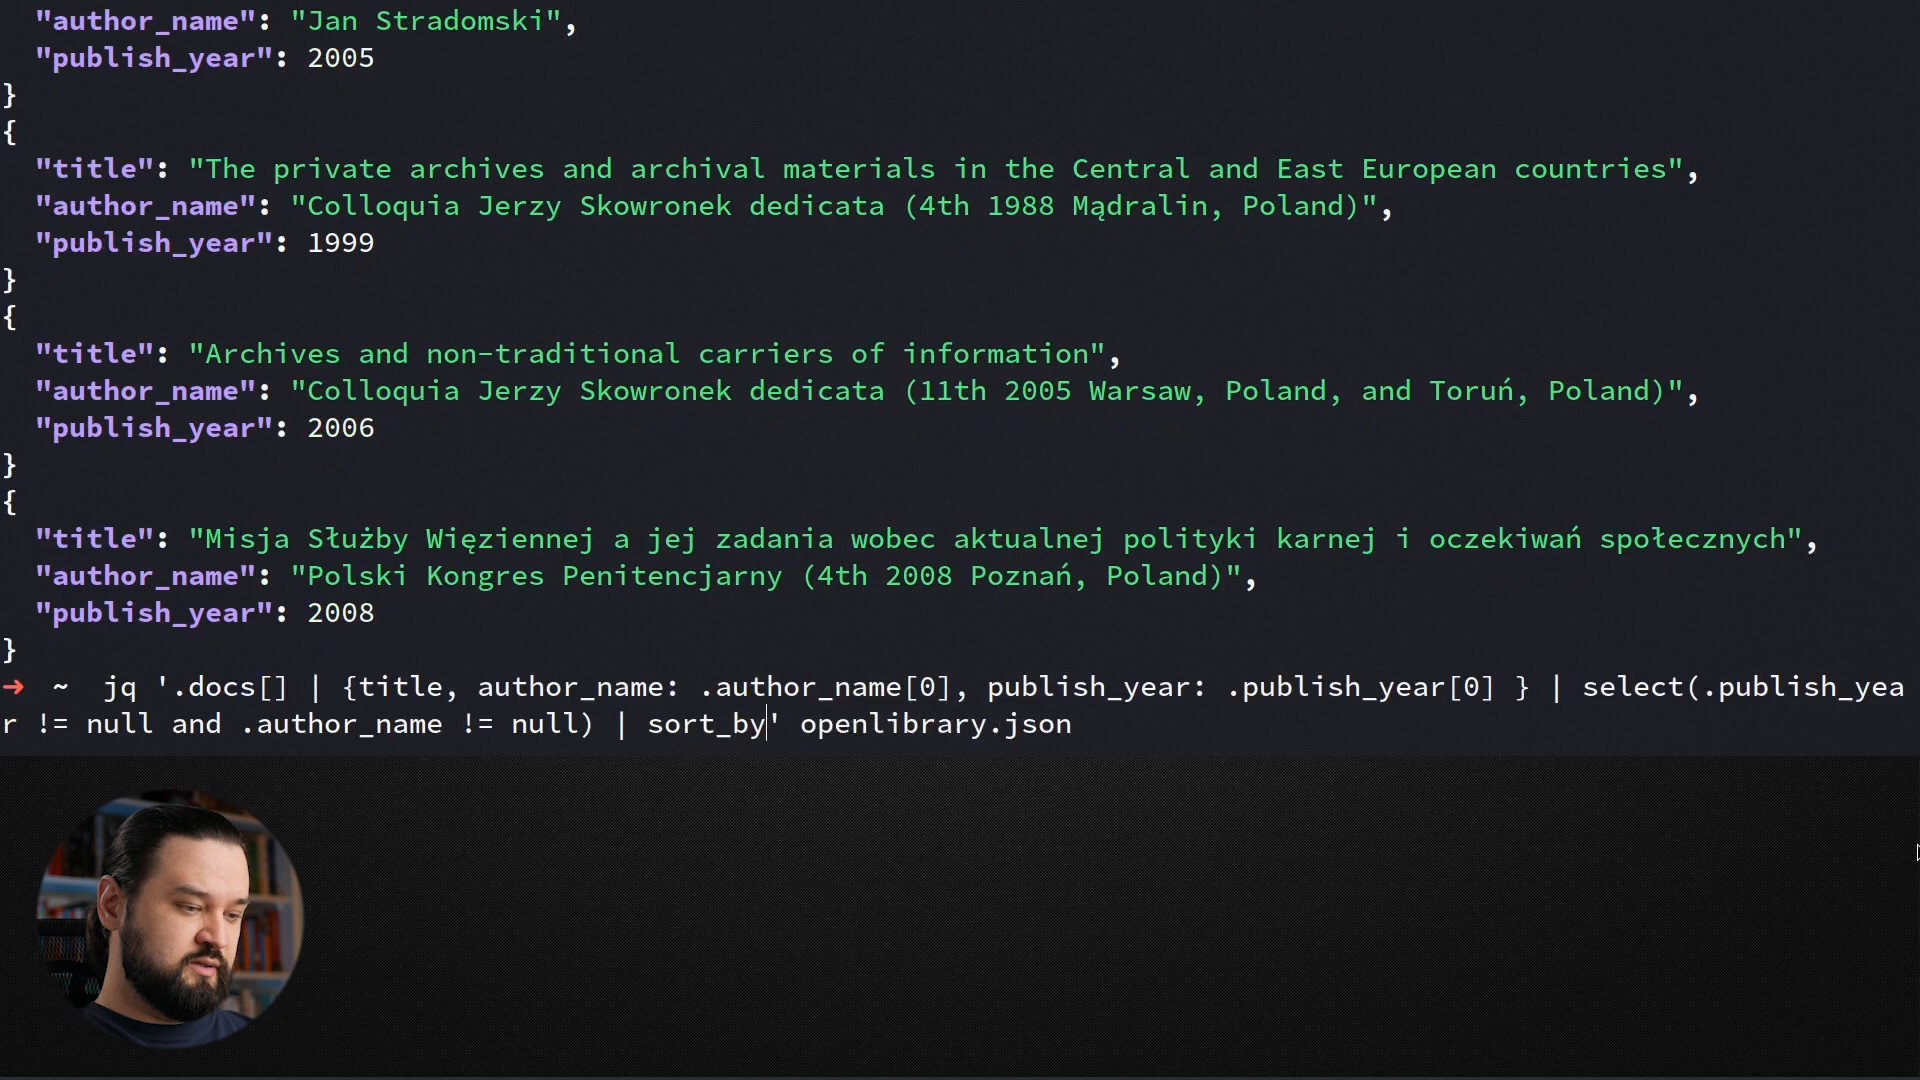 "author_name": "Jan Stradomski",
"publish_year": 2005
}
{
"title": "The private archives and archival materials in the Central and East European countries",
"author_name": "Colloquia Jerzy Skowronek dedicata (4th 1988 Mądralin, Poland)",
"publish_year": 1999
}
{
"title": "Archives and non-traditional carriers of information",
"author_name": "Colloquia Jerzy Skowronek dedicata (11th 2005 Warsaw, Poland, and Toruń, Poland)",
"publish_year": 2006
}
{
"title": "Misja Służby Więziennej a jej zadania wobec aktualnej polityki karnej i oczekiwań społecznych",
"author_name": "Polski Kongres Penitencjarny (4th 2008 Poznań, Poland)",
"publish_year": 2008
}
➜ ~ jq '.docs[] | {title, author_name: .author_name[0], publish_year: .publish_year[0] } | select(.publish_yea
r != null and .author_name != null) | sort_by' openlibrary.json